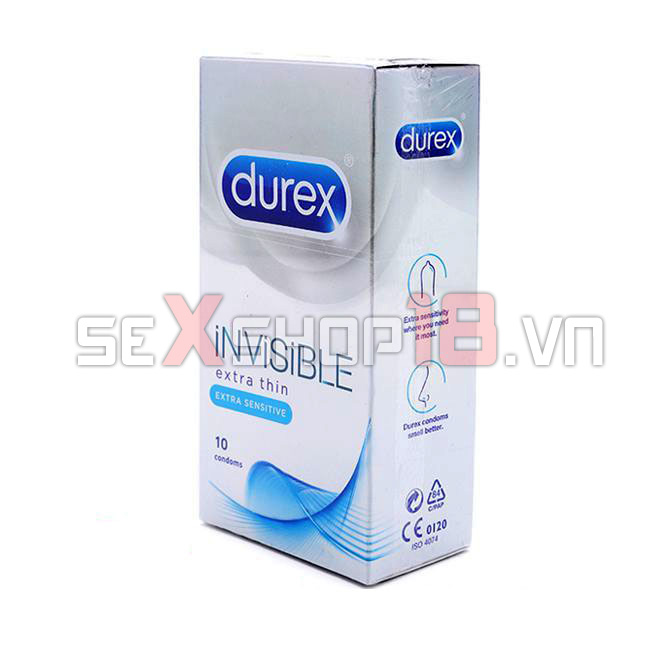 durex
durex
Extra sensitivity
where you need
it most.
seXshop18.vn
iNViSiBLE
extra thin
EXTRA SENSITIVE
10
condoms
Durex condoms
smell better.
84
C/PAP
CE 0120
ISO 4074